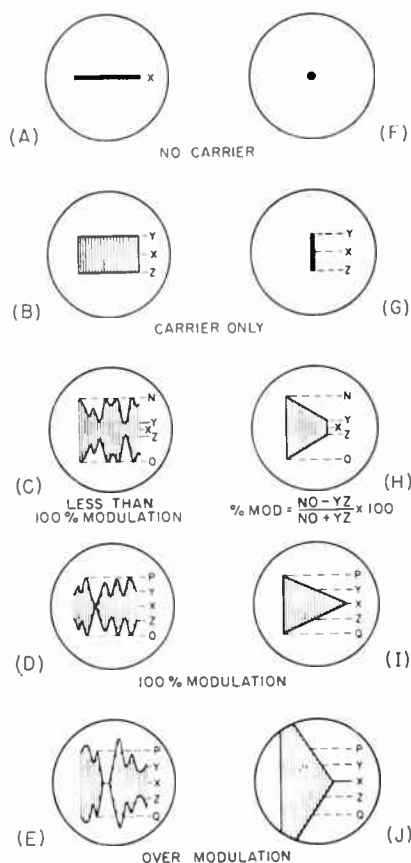 (A)
X
(F)
NO CARRIER
(B)
Y
X
Z
(G)
Y
X
Z
CARRIER ONLY
(C)
N
Y
X
Z
O
LESS THAN
100% MODULATION
(H)
N
Y
X
Z
O
% MOD = NO-YZ / NO+YZ x 100
(D)
P
Y
X
Z
Q
(I)
P
Y
X
Z
Q
100% MODULATION
(E)
P
Y
X
Z
Q
(J)
P
Y
X
Z
Q
OVER MODULATION